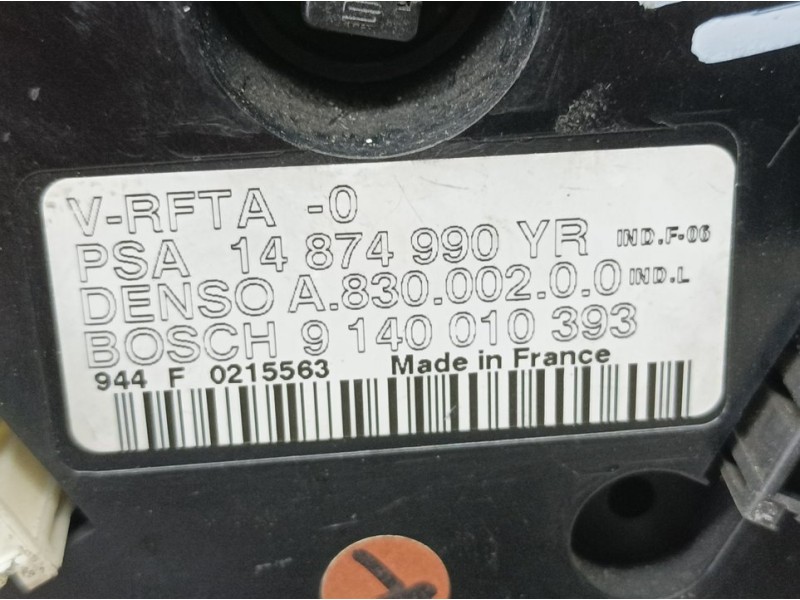 V-RFTA -0
PSA 14 874 990 YR IND.F-06
DENSO A.830.002.0.0 IND.L
BOSCH 9 140 010 393
944 F 0215563 Made in France